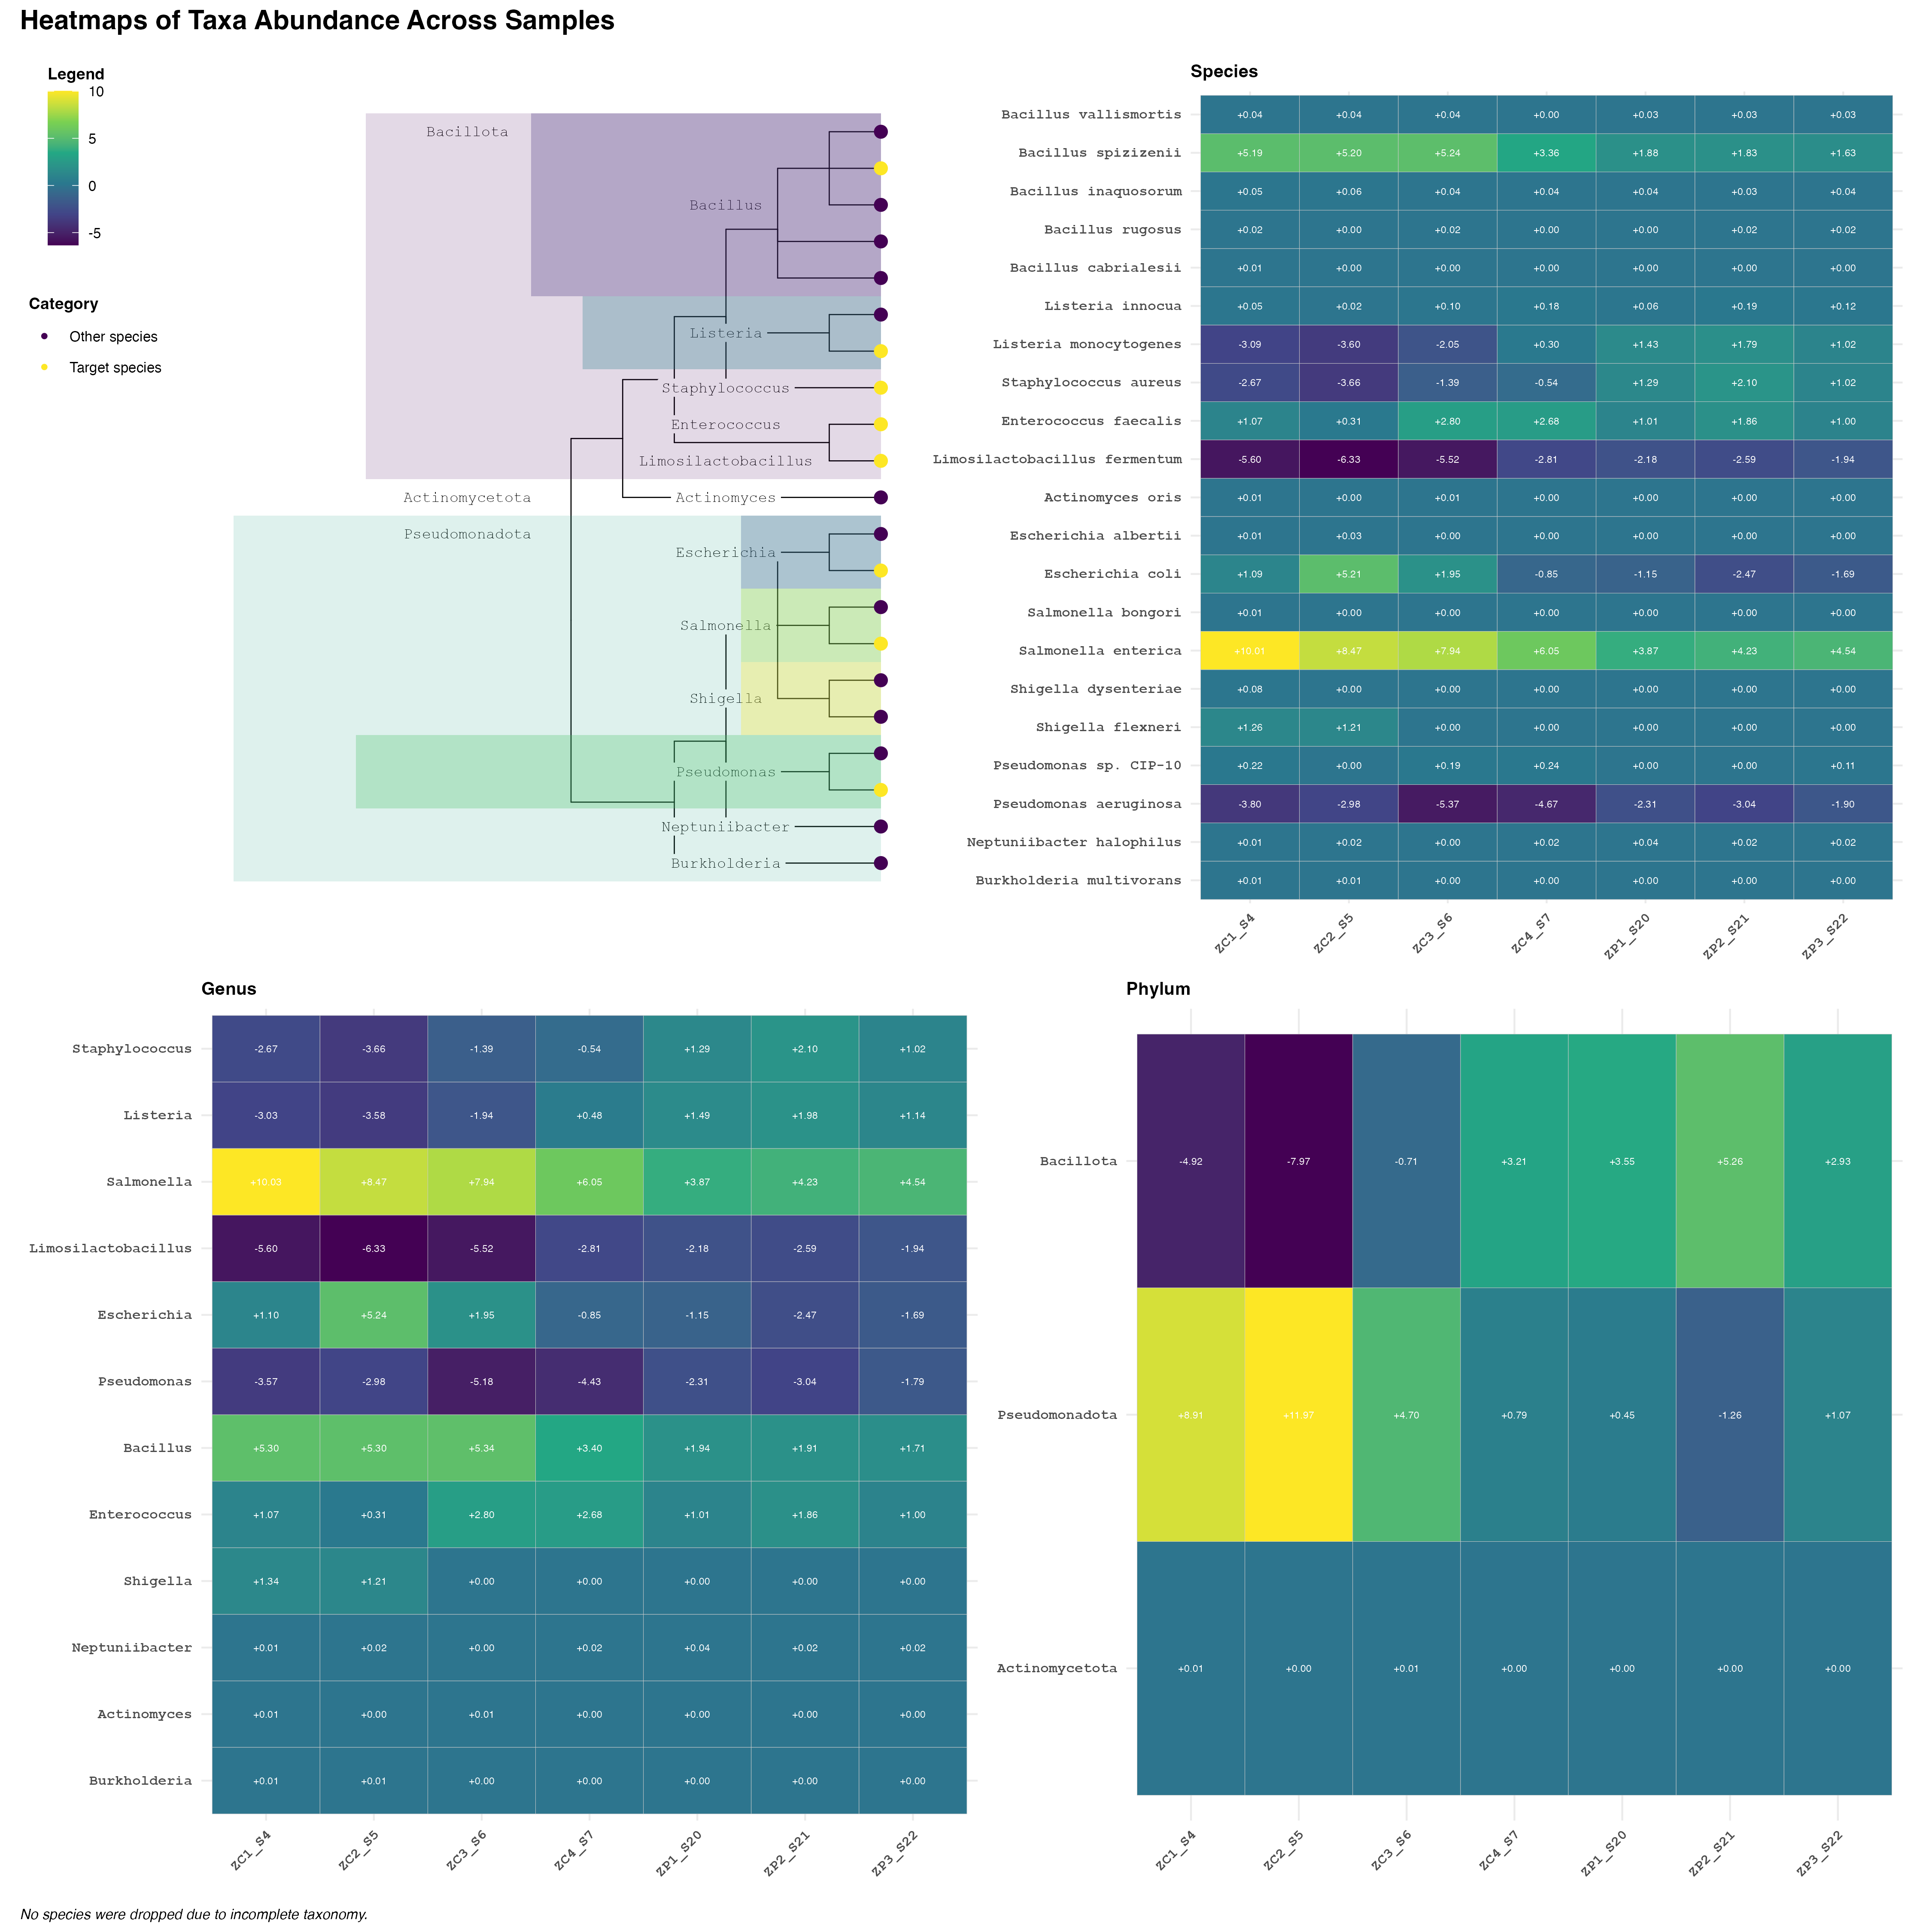 Heatmaps of Taxa Abundance Across Samples
Legend
10
5
0
-5
Category
Other species
Target species
Bacillota
Bacillus
Listeria
Staphylococcus
Enterococcus
Limosilactobacillus
Actinomycetota
Actinomyces
Pseudomonadota
Escherichia
Salmonella
Shigella
Pseudomonas
Neptuniibacter
Burkholderia
Species
Bacillus vallismortis +0.04 +0.04 +0.04 +0.00 +0.03 +0.03 +0.03
Bacillus spizizenii +5.19 +5.20 +5.24 +3.36 +1.88 +1.83 +1.63
Bacillus inaquosorum +0.05 +0.06 +0.04 +0.04 +0.04 +0.03 +0.04
Bacillus rugosus +0.02 +0.00 +0.02 +0.00 +0.00 +0.02 +0.02
Bacillus cabrialesii +0.01 +0.00 +0.00 +0.00 +0.00 +0.00 +0.00
Listeria innocua +0.05 +0.02 +0.10 +0.18 +0.06 +0.19 +0.12
Listeria monocytogenes -3.09 -3.60 -2.05 +0.30 +1.43 +1.79 +1.02
Staphylococcus aureus -2.67 -3.66 -1.39 -0.54 +1.29 +2.10 +1.02
Enterococcus faecalis +1.07 +0.31 +2.80 +2.68 +1.01 +1.86 +1.00
Limosilactobacillus fermentum -5.60 -6.33 -5.52 -2.81 -2.18 -2.59 -1.94
Actinomyces oris +0.01 +0.00 +0.01 +0.00 +0.00 +0.00 +0.00
Escherichia albertii +0.01 +0.03 +0.00 +0.00 +0.00 +0.00 +0.00
Escherichia coli +1.09 +5.21 +1.95 -0.85 -1.15 -2.47 -1.69
Salmonella bongori +0.01 +0.00 +0.00 +0.00 +0.00 +0.00 +0.00
Salmonella enterica +10.01 +8.47 +7.94 +6.05 +3.87 +4.23 +4.54
Shigella dysenteriae +0.08 +0.00 +0.00 +0.00 +0.00 +0.00 +0.00
Shigella flexneri +1.26 +1.21 +0.00 +0.00 +0.00 +0.00 +0.00
Pseudomonas sp. CIP-10 +0.22 +0.00 +0.19 +0.24 +0.00 +0.00 +0.11
Pseudomonas aeruginosa -3.80 -2.98 -5.37 -4.67 -2.31 -3.04 -1.90
Neptuniibacter halophilus +0.01 +0.02 +0.00 +0.02 +0.04 +0.02 +0.02
Burkholderia multivorans +0.01 +0.01 +0.00 +0.00 +0.00 +0.00 +0.00
ZC1_S4 ZC2_S5 ZC3_S6 ZC4_S7 ZP1_S20 ZP2_S21 ZP3_S22
Genus
Staphylococcus -2.67 -3.66 -1.39 -0.54 +1.29 +2.10 +1.02
Listeria -3.03 -3.58 -1.94 +0.48 +1.49 +1.98 +1.14
Salmonella +10.03 +8.47 +7.94 +6.05 +3.87 +4.23 +4.54
Limosilactobacillus -5.60 -6.33 -5.52 -2.81 -2.18 -2.59 -1.94
Escherichia +1.10 +5.24 +1.95 -0.85 -1.15 -2.47 -1.69
Pseudomonas -3.57 -2.98 -5.18 -4.43 -2.31 -3.04 -1.79
Bacillus +5.30 +5.30 +5.34 +3.40 +1.94 +1.91 +1.71
Enterococcus +1.07 +0.31 +2.80 +2.68 +1.01 +1.86 +1.00
Shigella +1.34 +1.21 +0.00 +0.00 +0.00 +0.00 +0.00
Neptuniibacter +0.01 +0.02 +0.00 +0.02 +0.04 +0.02 +0.02
Actinomyces +0.01 +0.00 +0.01 +0.00 +0.00 +0.00 +0.00
Burkholderia +0.01 +0.01 +0.00 +0.00 +0.00 +0.00 +0.00
ZC1_S4 ZC2_S5 ZC3_S6 ZC4_S7 ZP1_S20 ZP2_S21 ZP3_S22
Phylum
Bacillota -4.92 -7.97 -0.71 +3.21 +3.55 +5.26 +2.93
Pseudomonadota +8.91 +11.97 +4.70 +0.79 +0.45 -1.26 +1.07
Actinomycetota +0.01 +0.00 +0.01 +0.00 +0.00 +0.00 +0.00
ZC1_S4 ZC2_S5 ZC3_S6 ZC4_S7 ZP1_S20 ZP2_S21 ZP3_S22
No species were dropped due to incomplete taxonomy.